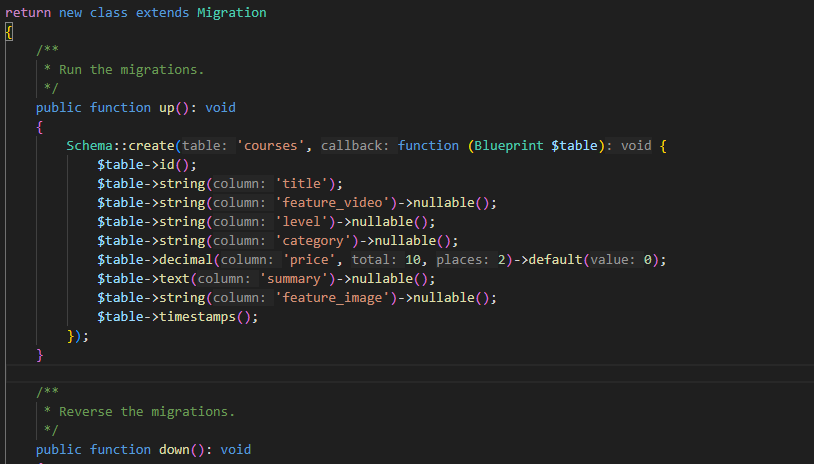 return new class extends Migration
{
    /**
     * Run the migrations.
     */
    public function up(): void
    {
        Schema::create(table: 'courses', callback: function (Blueprint $table): void {
            $table->id();
            $table->string(column: 'title');
            $table->string(column: 'feature_video')->nullable();
            $table->string(column: 'level')->nullable();
            $table->string(column: 'category')->nullable();
            $table->decimal(column: 'price', total: 10, places: 2)->default(value: 0);
            $table->text(column: 'summary')->nullable();
            $table->string(column: 'feature_image')->nullable();
            $table->timestamps();
        });
    }
    /**
     * Reverse the migrations.
     */
    public function down(): void